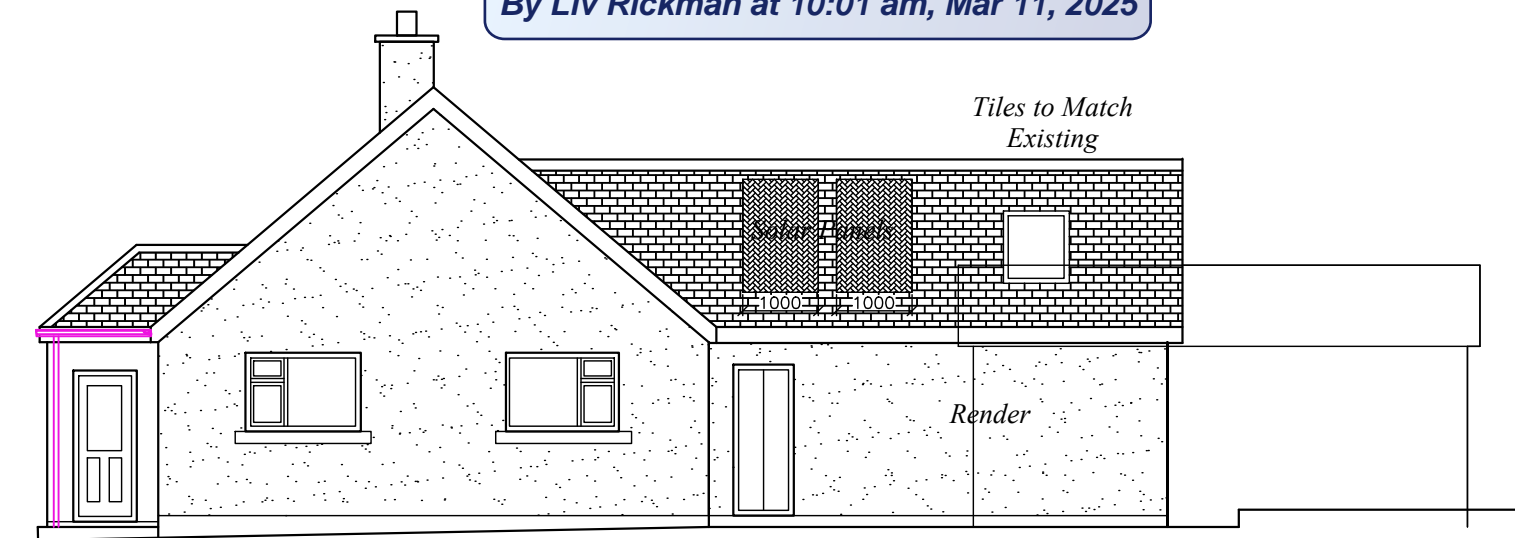 By Liv Rickman at 10:01 am, Mar 11, 2025
Tiles to Match
Existing
Solar Panels
1000 1000
Render